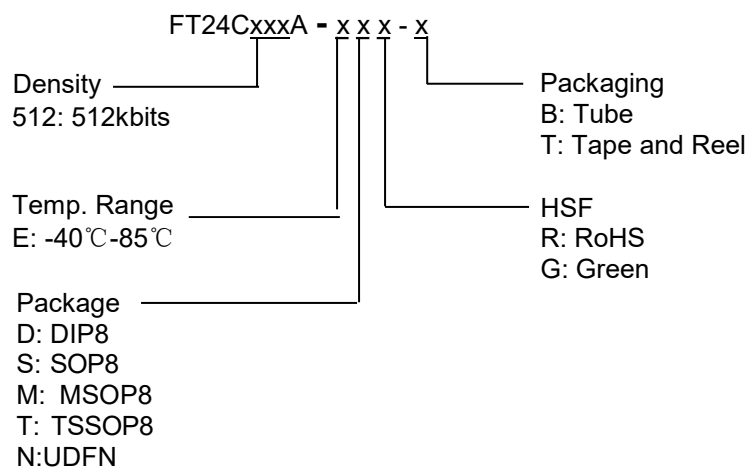 FT24CxxxA - x x x - x
Density
512: 512kbits
Temp. Range
E: -40℃-85℃
Package
D: DIP8
S: SOP8
M: MSOP8
T: TSSOP8
N:UDFN
Packaging
B: Tube
T: Tape and Reel
HSF
R: RoHS
G: Green